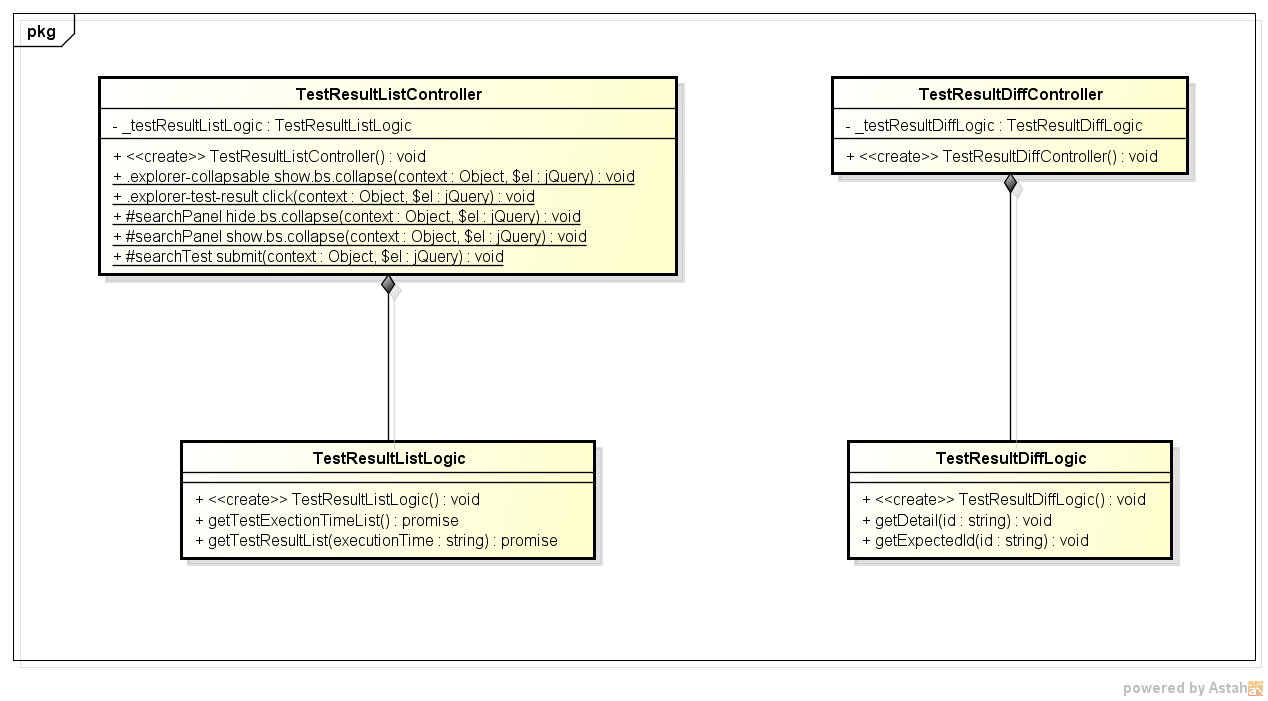 pkg
TestResultListController
- _testResultListLogic : TestResultListLogic
+ <<create>> TestResultListController() : void
+ .explorer-collapsable show.bs.collapse(context : Object, $el : jQuery) : void
+ .explorer-test-result click(context : Object, $el : jQuery) : void
+ #searchPanel hide.bs.collapse(context : Object, $el : jQuery) : void
+ #searchPanel show.bs.collapse(context : Object, $el : jQuery) : void
+ #searchTest submit(context : Object, $el : jQuery) : void
TestResultDiffController
- _testResultDiffLogic : TestResultDiffLogic
+ <<create>> TestResultDiffController() : void
TestResultListLogic
+ <<create>> TestResultListLogic() : void
+ getTestExectionTimeList() : promise
+ getTestResultList(executionTime : string) : promise
TestResultDiffLogic
+ <<create>> TestResultDiffLogic() : void
+ getDetail(id : string) : void
+ getExpectedId(id : string) : void
powered by Astah